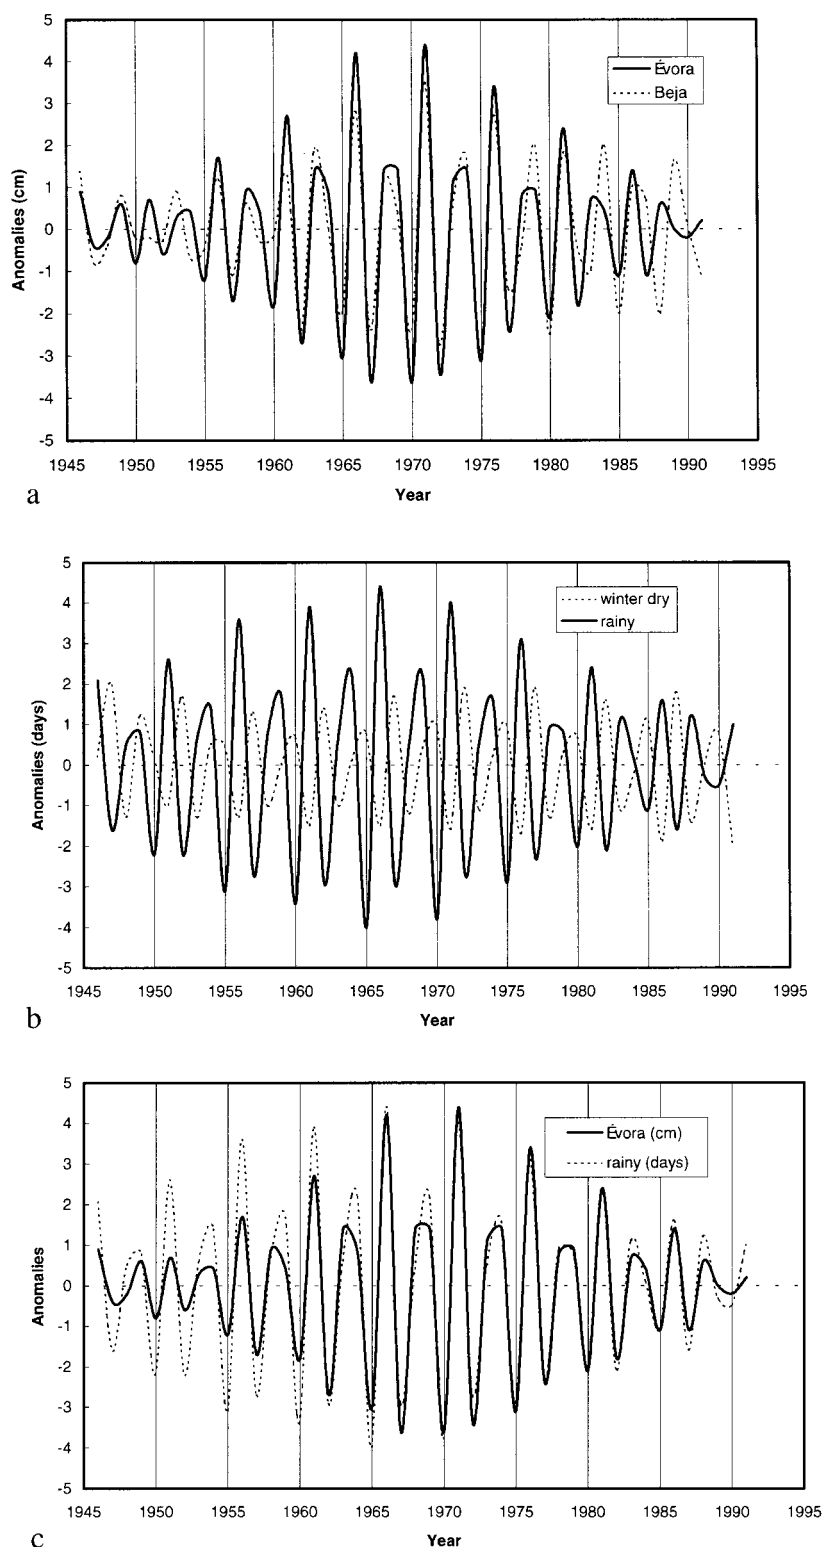 5
4
3
2
1
0
-1
-2
-3
-4
-5
Anomalies (cm)
Évora
Beja
1945 1950 1955 1960 1965 1970 1975 1980 1985 1990 1995
Year
a
5
4
3
2
1
0
-1
-2
-3
-4
-5
Anomalies (days)
winter dry
rainy
1945 1950 1955 1960 1965 1970 1975 1980 1985 1990 1995
Year
b
5
4
3
2
1
0
-1
-2
-3
-4
-5
Anomalies
Évora (cm)
rainy (days)
1945 1950 1955 1960 1965 1970 1975 1980 1985 1990 1995
Year
c